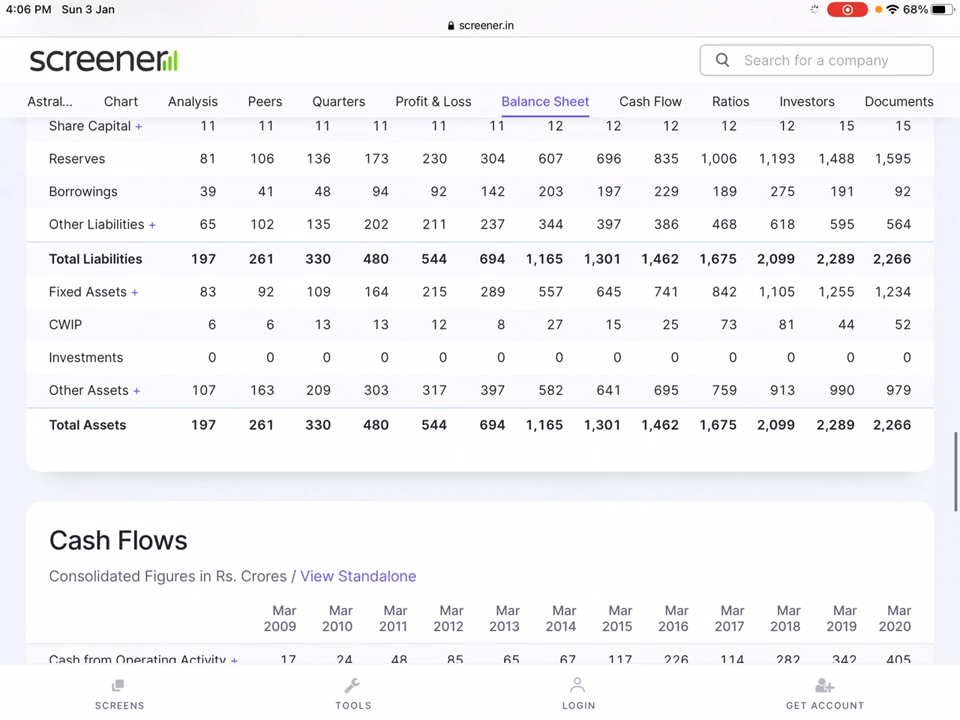 4:06 PM Sun 3 Jan 68%
screener.in
screener Search for a company
Astral... Chart Analysis Peers Quarters Profit & Loss Balance Sheet Cash Flow Ratios Investors Documents
Share Capital + 11 11 11 11 11 11 12 12 12 12 12 15 15
Reserves 81 106 136 173 230 304 607 696 835 1,006 1,193 1,488 1,595
Borrowings 39 41 48 94 92 142 203 197 229 189 275 191 92
Other Liabilities + 65 102 135 202 211 237 344 397 386 468 618 595 564
Total Liabilities 197 261 330 480 544 694 1,165 1,301 1,462 1,675 2,099 2,289 2,266
Fixed Assets + 83 92 109 164 215 289 557 645 741 842 1,105 1,255 1,234
CWIP 6 6 13 13 12 8 27 15 25 73 81 44 52
Investments 0 0 0 0 0 0 0 0 0 0 0 0 0
Other Assets + 107 163 209 303 317 397 582 641 695 759 913 990 979
Total Assets 197 261 330 480 544 694 1,165 1,301 1,462 1,675 2,099 2,289 2,266
Cash Flows
Consolidated Figures in Rs. Crores / View Standalone
Mar Mar Mar Mar Mar Mar Mar Mar Mar Mar Mar Mar
2009 2010 2011 2012 2013 2014 2015 2016 2017 2018 2019 2020
Cash from Operating Activity + 17 24 48 85 65 67 117 226 114 282 342 405
SCREENS TOOLS LOGIN GET ACCOUNT